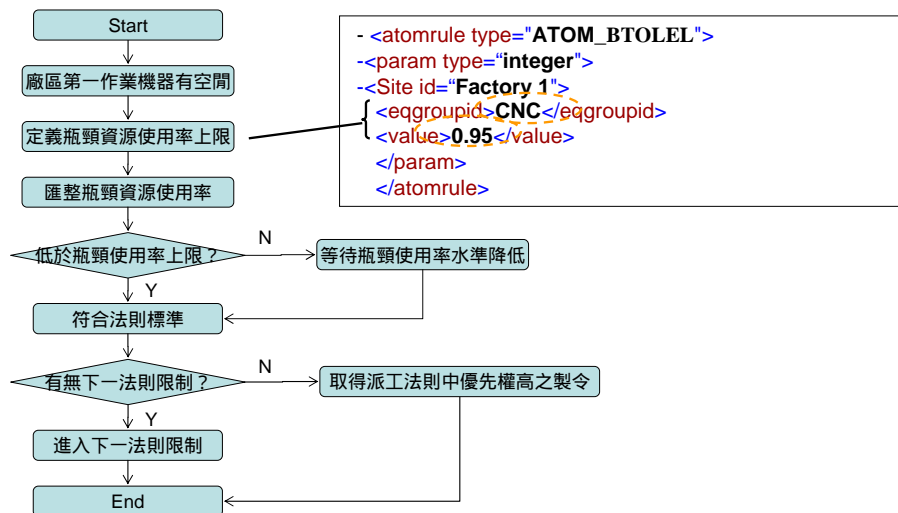 Start
廠區第一作業機器有空閒
定義瓶頸資源使用率上限
匯整瓶頸資源使用率
低於瓶頸使用率上限？
N
等待瓶頸使用率水準降低
Y
符合法則標準
有無下一法則限制？
N
取得派工法則中優先權高之製令
Y
進入下一法則限制
End
- <atomrule type="ATOM_BTOLEL">
-<param type=“integer">
-<Site id=“Factory 1">
<eqgroupid>CNC</eqgroupid>
<value>0.95</value>
</param>
</atomrule>